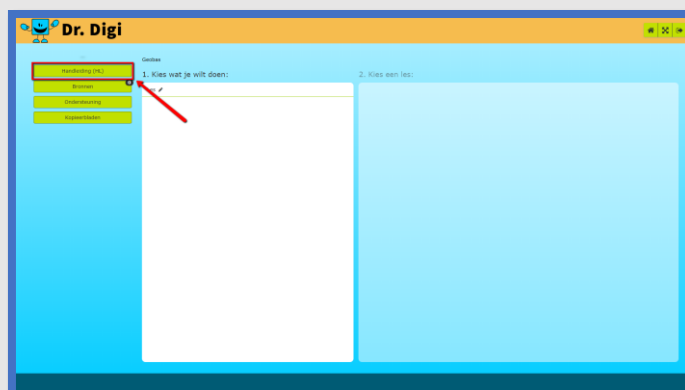 Dr. Digi
Geobas
Handleiding (NL)
Bronnen
Ondersteuning
Kopieerbladen
1. Kies wat je wilt doen:
2. Kies een les: